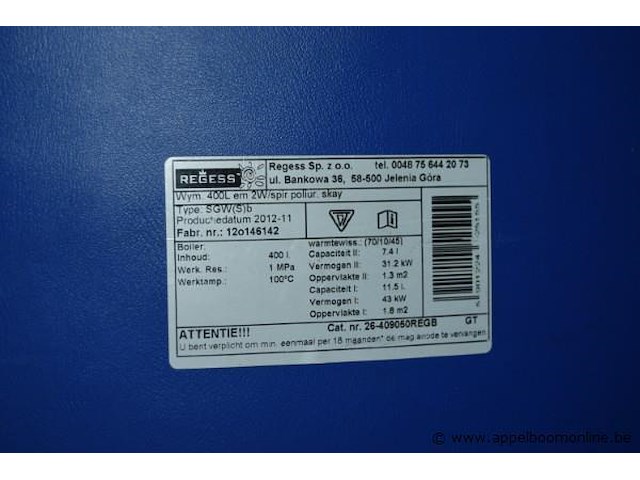 REGESS
Regess Sp. z o.o. tel. 0048 75 644 20 73
ul. Bankowa 36, 58-500 Jelenia Góra
Wym. 400L em 2W/spir poliur. skay
Type: SGW(S)b
Productiedatum 2012-11
Fabr. nr.: 12o146142
Boiler: warmtewiss.: (70/10/45)
Inhoud: 400 l. Capaciteit II: 7.4 l
Werk. Res.: 1 MPa Vermogen II: 31.2 kW
Werktamp.: 100°C Oppervlakte II: 1.3 m2
Capaciteit I: 11.5 l.
Vermogen I: 43 kW
Oppervlakte I: 1.8 m2
Cat. nr. 26-409050REGB GT
ATTENTIE!!!
U bent verplicht om min. eenmaal per 18 maanden de magnode te vervangen
© www.appelboomonline.be